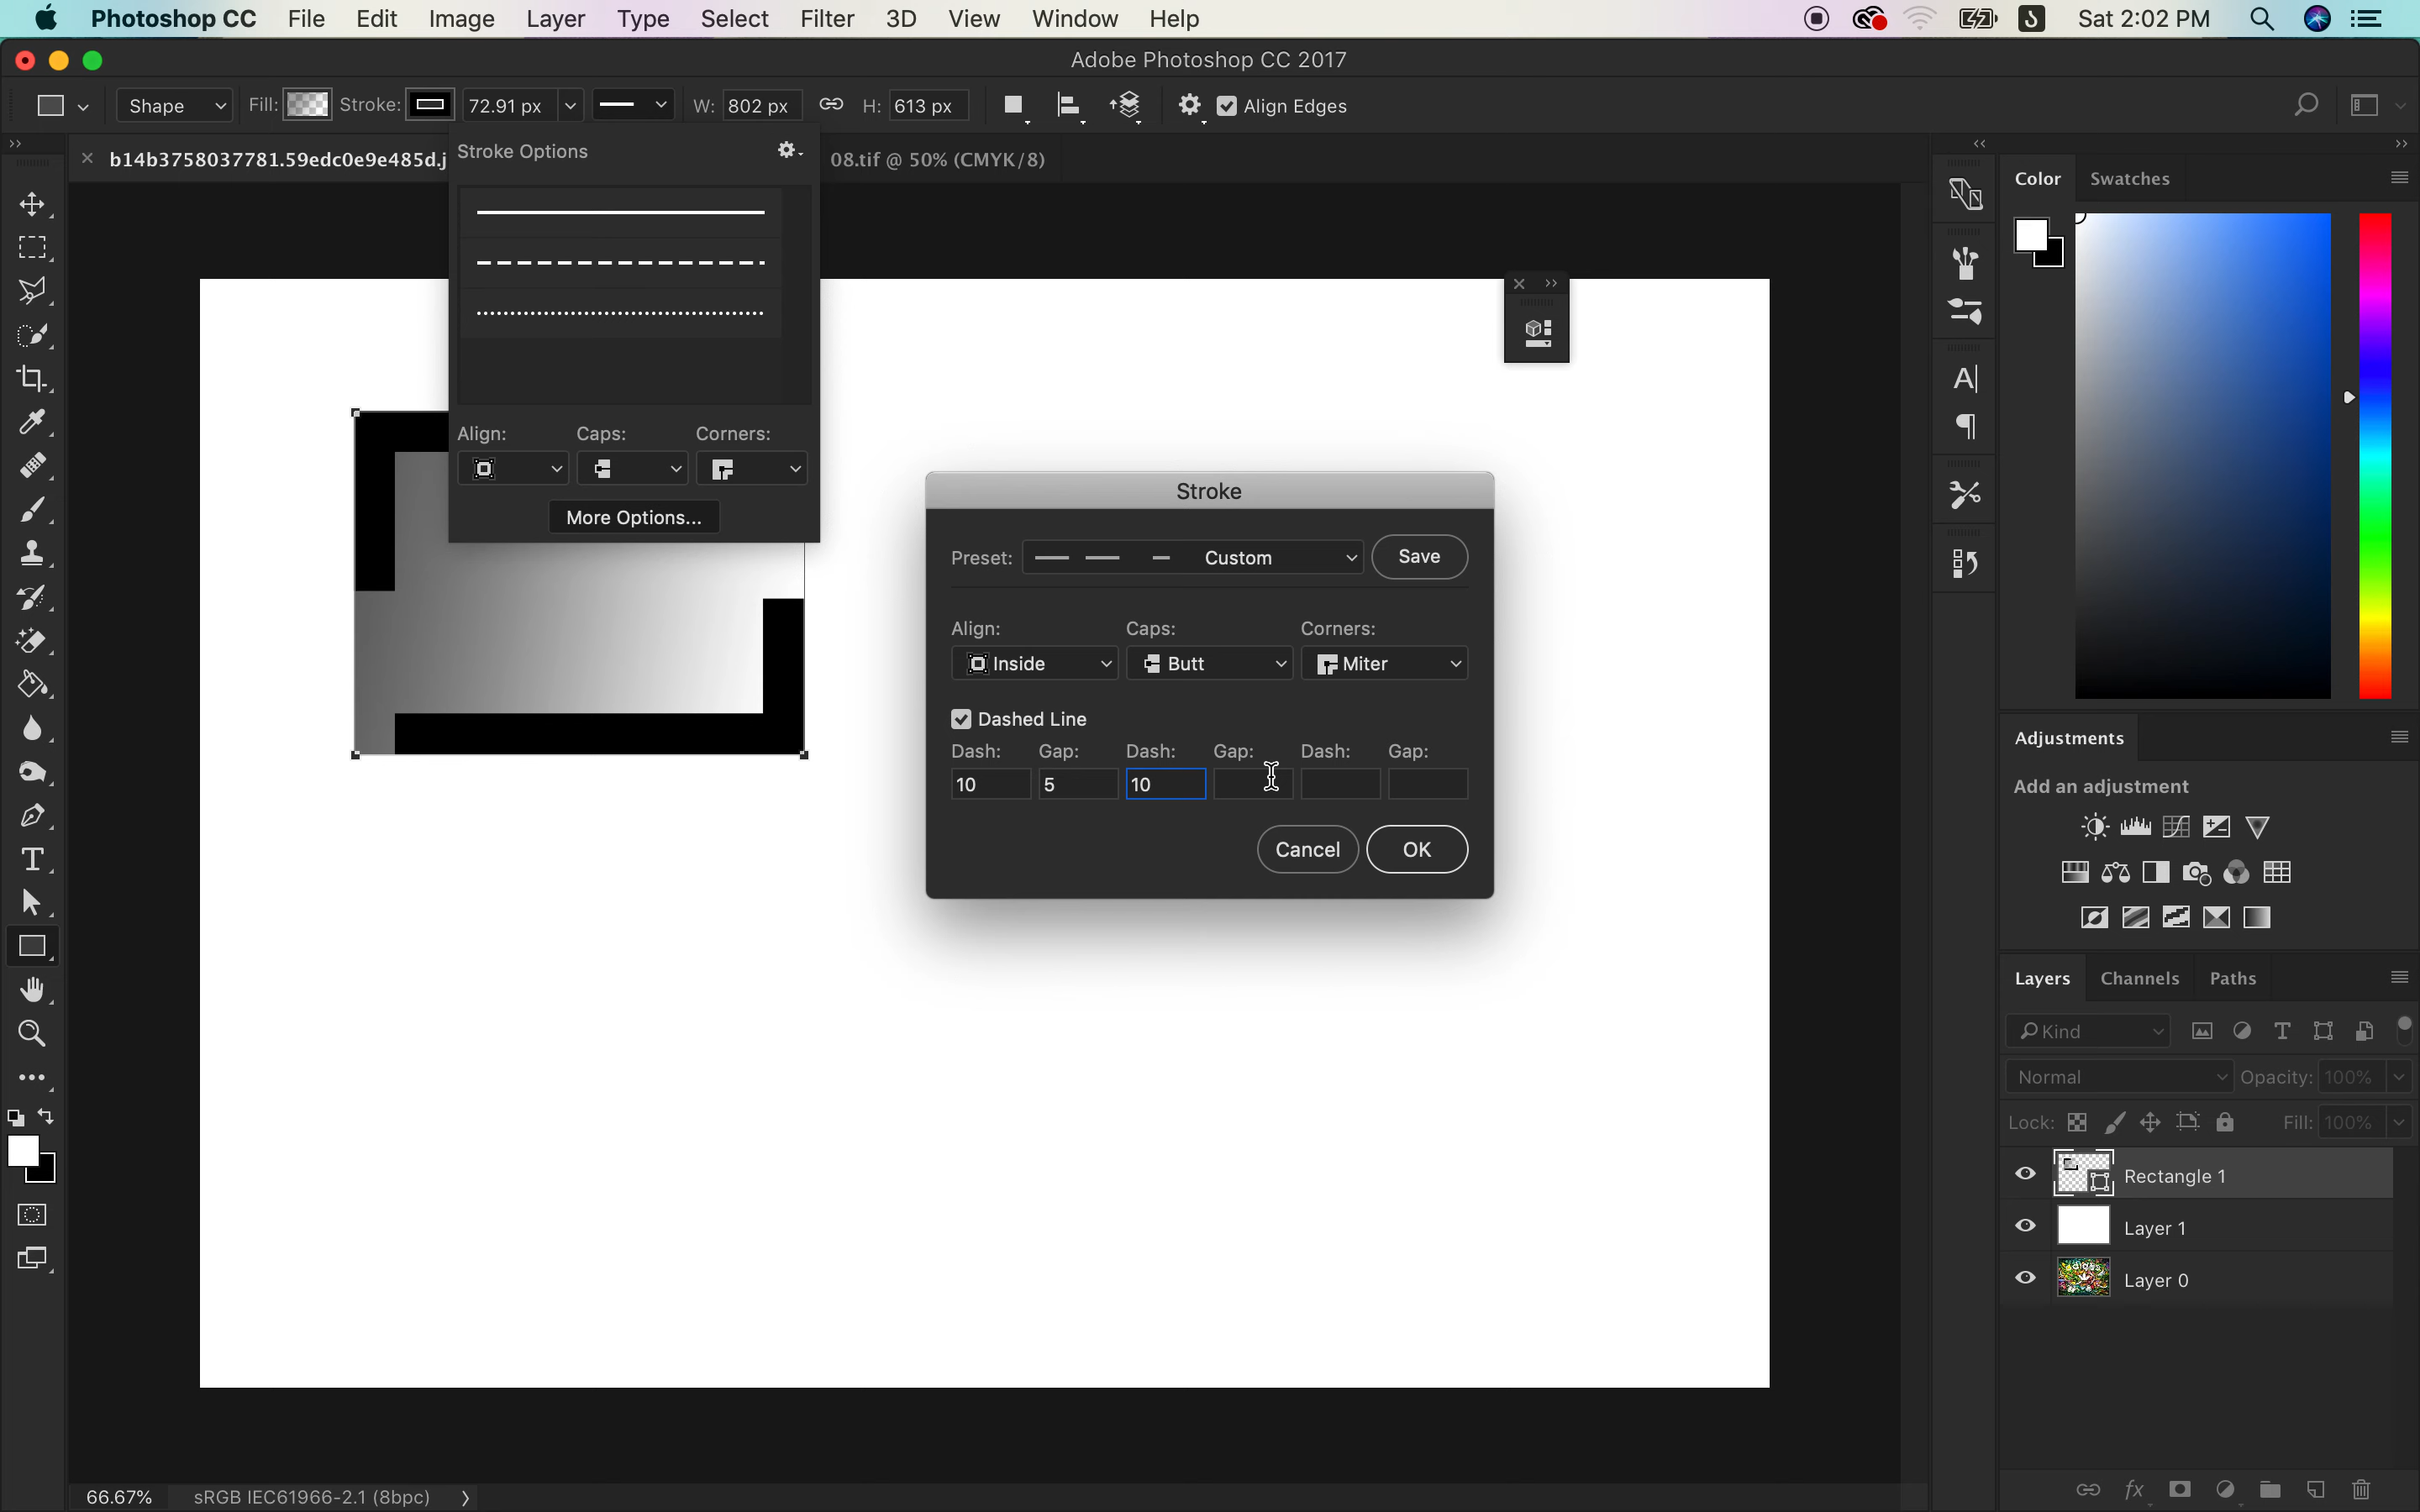 Photoshop CC File Edit Image Layer Type Select Filter 3D View Window Help Sat 2:02 PM
Adobe Photoshop CC 2017
Shape Fill: Stroke: 72.91 px W: 802 px H: 613 px Align Edges
b14b3758037781.59edc0e9e485d.j
08.tif @ 50% (CMYK/8)
Stroke Options
Align: Caps: Corners:
More Options...
Stroke
Preset: Custom Save
Align: Caps: Corners:
Inside Butt Miter
Dashed Line
Dash: Gap: Dash: Gap: Dash: Gap:
10 5 10
Cancel OK
Color Swatches
Adjustments
Add an adjustment
Layers Channels Paths
Kind
Normal Opacity: 100%
Lock: Fill: 100%
Rectangle 1
Layer 1
Layer 0
fx
66.67% sRGB IEC61966-2.1 (8bpc)